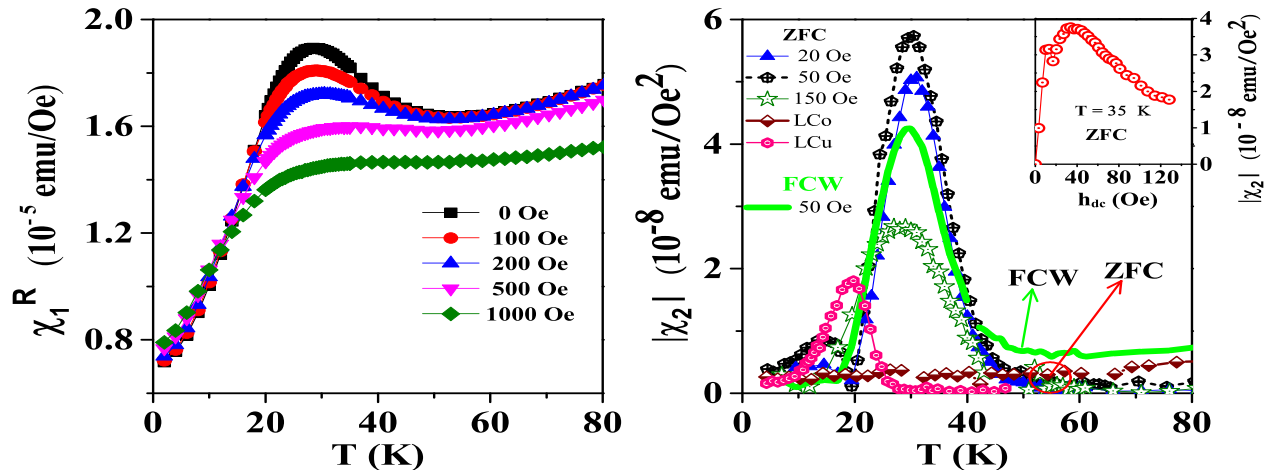 χ₁ᴿ (10⁻⁵ emu/Oe)
2.0
1.6
1.2
0.8
0 Oe
100 Oe
200 Oe
500 Oe
1000 Oe
0 20 40 60 80
T (K)
|χ₂| (10⁻⁸ emu/Oe²)
6
4
2
0
ZFC
20 Oe
50 Oe
150 Oe
LCo
LCu
FCW
50 Oe
T = 35 K
ZFC
4
3
2
1
0
0 40 80 120
h_dc (Oe)
|χ₂| (10⁻⁸ emu/Oe²)
FCW
ZFC
0 20 40 60 80
T (K)